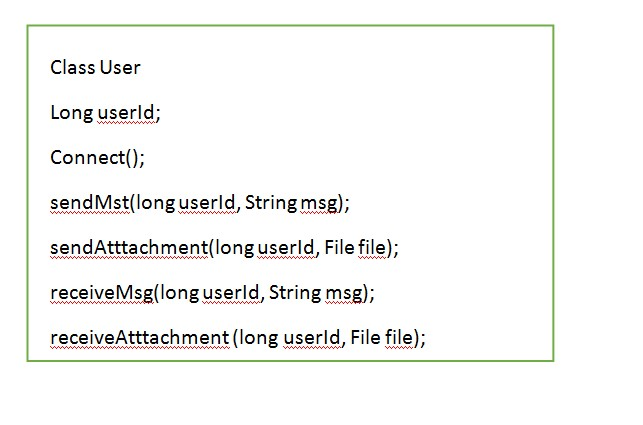 Class User
Long userId;
Connect();
sendMst(long userId, String msg);
sendAtttachment(long userId, File file);
receiveMsg(long userId, String msg);
receiveAtttachment (long userId, File file);